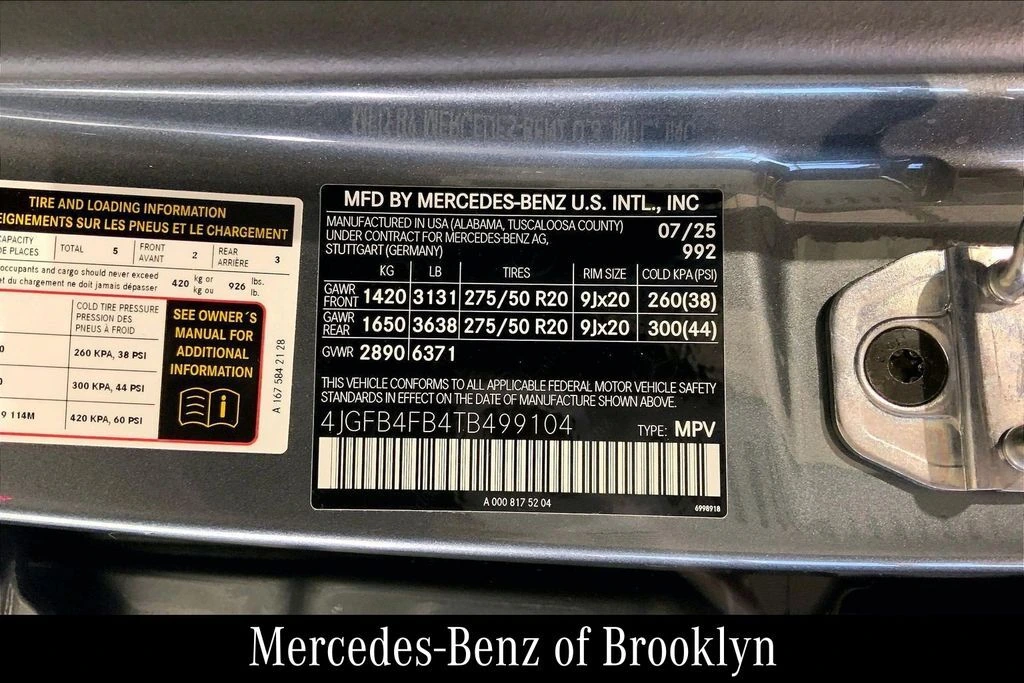 TIRE AND LOADING INFORMATION
EIGNEMENTS SUR LES PNEUS ET LE CHARGEMENT
CAPACITY
DE PLACES
TOTAL 5
FRONT
AVANT 2
REAR
ARRIÈRE 3
occupants and cargo should never exceed
et du chargement ne doit jamais dépasser
420 kg or
kg ou
926 lbs.
lb.
COLD TIRE PRESSURE
PRESSION DES
PNEUS À FROID
0 260 KPA, 38 PSI
0 300 KPA, 44 PSI
9 114M 420 KPA, 60 PSI
SEE OWNER´S
MANUAL FOR
ADDITIONAL
INFORMATION
A 167 584 21 28
MFD BY MERCEDES-BENZ U.S. INTL., INC
MANUFACTURED IN USA (ALABAMA, TUSCALOOSA COUNTY)
UNDER CONTRACT FOR MERCEDES-BENZ AG,
STUTTGART (GERMANY)
07/25
992
KG LB TIRES RIM SIZE COLD KPA(PSI)
GAWR
FRONT 1420 3131 275/50 R20 9Jx20 260(38)
GAWR
REAR 1650 3638 275/50 R20 9Jx20 300(44)
GVWR 2890 6371
THIS VEHICLE CONFORMS TO ALL APPLICABLE FEDERAL MOTOR VEHICLE SAFETY
STANDARDS IN EFFECT ON THE DATE OF MANUFACTURE SHOWN ABOVE.
4JGFB4FB4TB499104 TYPE: MPV
A 000 817 52 04
6998918
Mercedes-Benz of Brooklyn